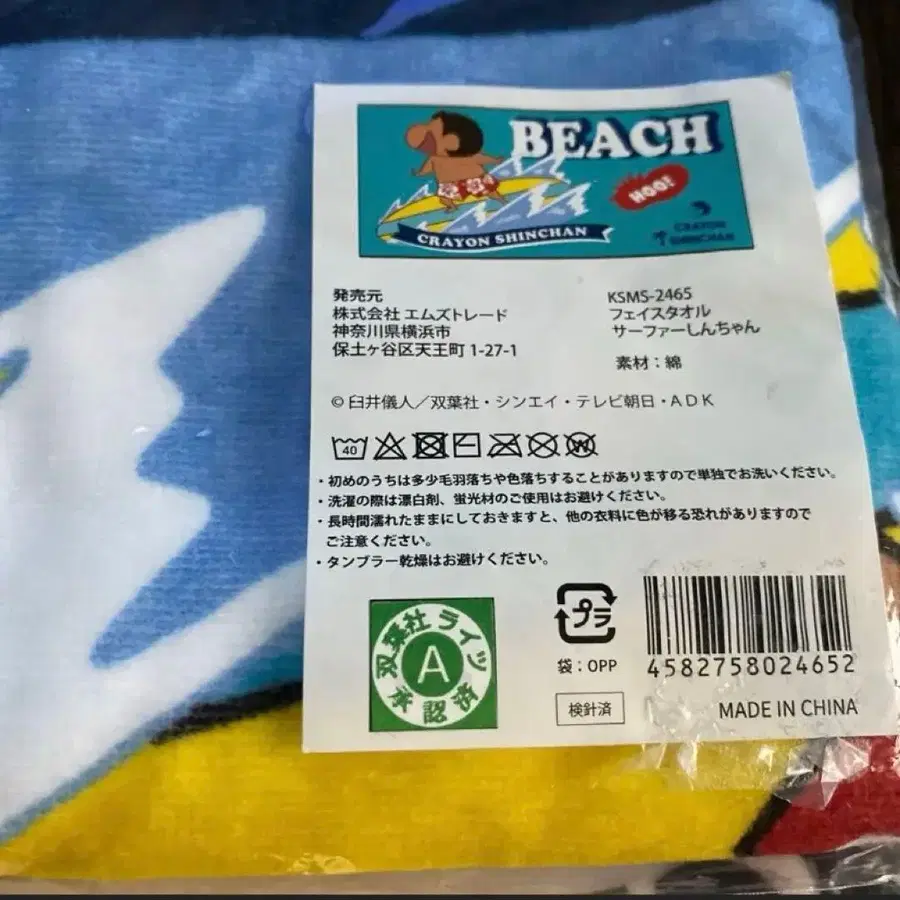 BEACH
HOO!
CRAYON SHINCHAN
CRAYON
SHINCHAN
発売元
株式会社 エムズトレード
神奈川県横浜市
保土ヶ谷区天王町 1-27-1
KSMS-2465
フェイスタオル
サーファーしんちゃん
素材：綿
© 臼井儀人／双葉社・シンエイ・テレビ朝日・ＡＤＫ
40
W
・初めのうちは多少毛羽落ちや色落ちすることがありますので単独でお洗いください。
・洗濯の際は漂白剤、蛍光材のご使用はお避けください。
・長時間濡れたままにしておきますと、他の衣料に色が移る恐れがありますので
ご注意ください。
・タンブラー乾燥はお避けください。
双葉社ライツ
A
承認済
プラ
袋：OPP
検針済
4582758024652
MADE IN CHINA